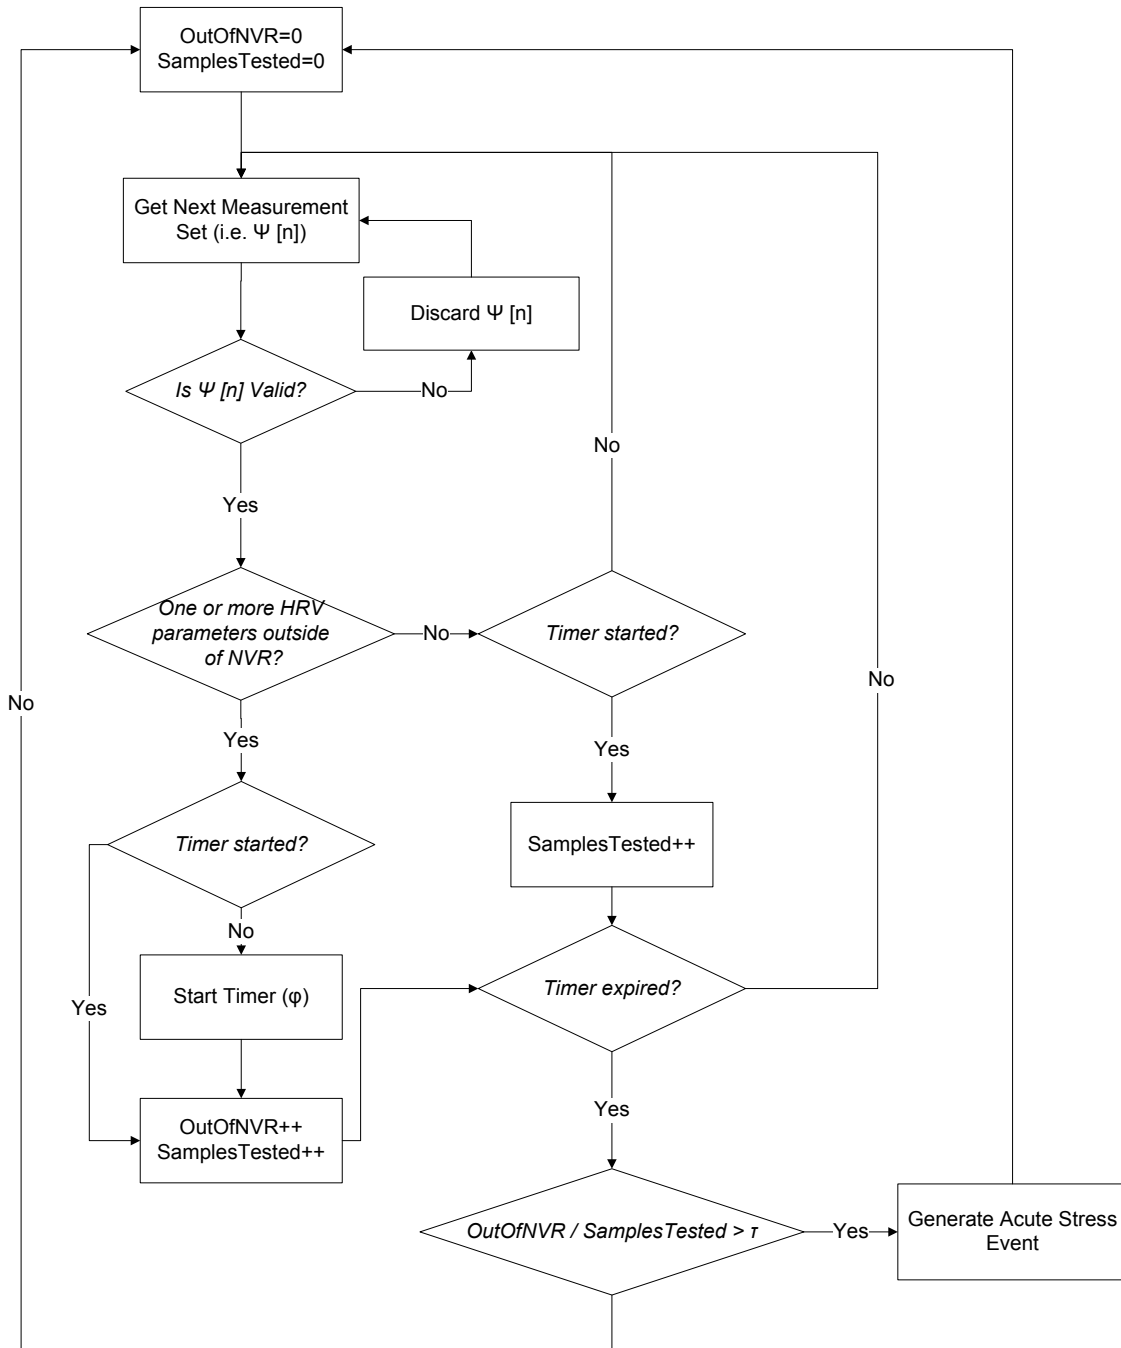 OutOfNVR=0
SamplesTested=0
Get Next Measurement
Set (i.e. Ψ [n])
Discard Ψ [n]
Is Ψ [n] Valid?
No
No
Yes
One or more HRV
parameters outside
of NVR?
No
Timer started?
No
No
Yes
Yes
Timer started?
SamplesTested++
No
Start Timer (φ)
Timer expired?
Yes
OutOfNVR++
SamplesTested++
Yes
OutOfNVR / SamplesTested > τ
Yes
Generate Acute Stress
Event